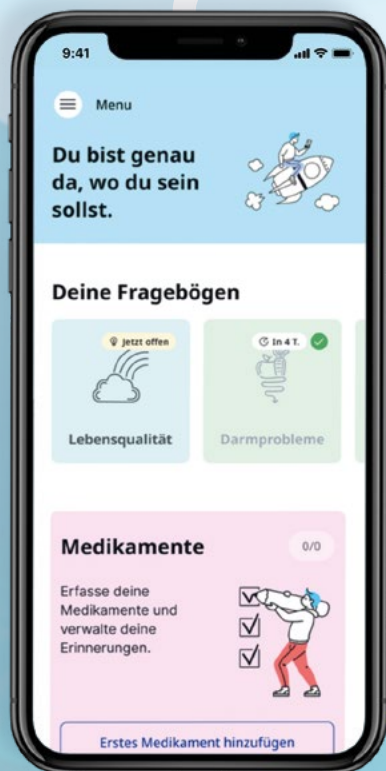 9:41
Menu
Du bist genau
da, wo du sein
sollst.
Deine Fragebögen
Jetzt offen
In 4 T.
Lebensqualität
Darmprobleme
Medikamente
0/0
Erfasse deine
Medikamente und
verwalte deine
Erinnerungen.
Erstes Medikament hinzufügen